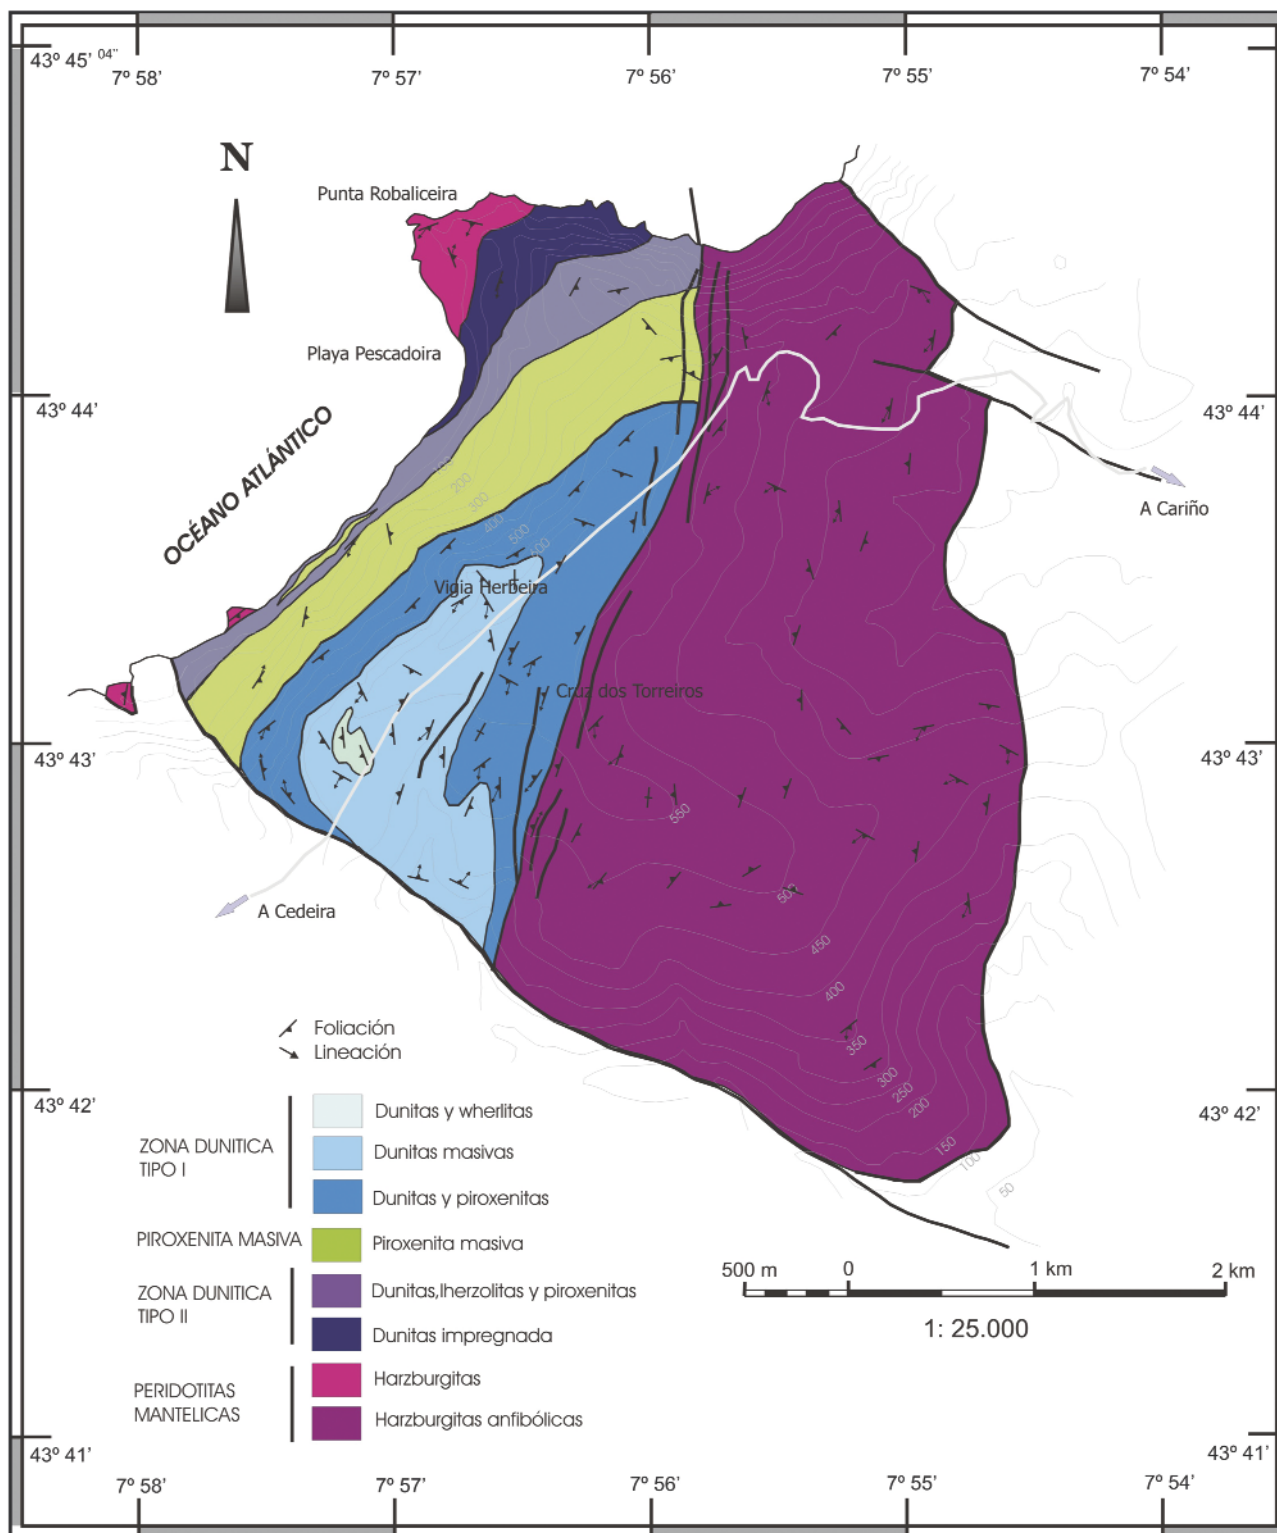 43º 45' 04"
7º 58'
7º 57'
7º 56'
7º 55'
7º 54'
N
Punta Robaliceira
Playa Pescadoira
43º 44'
43º 44'
OCÉANO ATLÁNTICO
200
300
400
500
A Cariño
Vigia Herbeira
Cruz dos Torreiros
43º 43'
43º 43'
550
500
A Cedeira
450
400
350
300
250
200
150
100
50
Foliación
Lineación
43º 42'
43º 42'
ZONA DUNITICA
TIPO I
Dunitas y wherlitas
Dunitas masivas
Dunitas y piroxenitas
PIROXENITA MASIVA
Piroxenita masiva
ZONA DUNITICA
TIPO II
Dunitas,lherzolitas y piroxenitas
Dunitas impregnada
PERIDOTITAS
MANTELICAS
Harzburgitas
Harzburgitas anfibólicas
500 m
0
1 km
2 km
1: 25.000
43º 41'
43º 41'
7º 58'
7º 57'
7º 56'
7º 55'
7º 54'